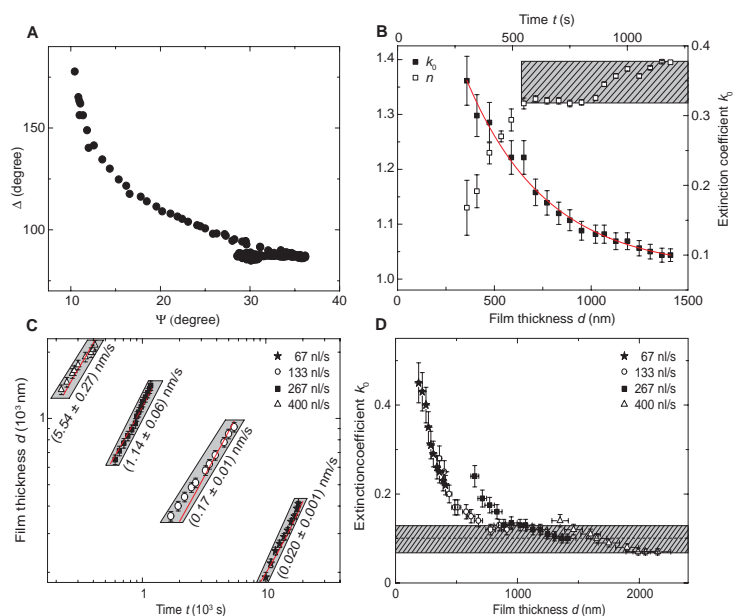 A
Δ (degree)
175
150
100
10
20
30
40
Ψ (degree)
B
Time t (s)
0
500
1000
k₀
n
1.4
1.3
1.2
1.1
1.0
0.4
0.3
0.2
0.1
Extinction coefficient k₀
0
500
1000
1500
Film thickness d (nm)
C
Film thickness d (10³ nm)
1
67 nl/s
133 nl/s
267 nl/s
400 nl/s
(5.54 ± 0.27) nm/s
(1.14 ± 0.06) nm/s
(0.17 ± 0.01) nm/s
(0.020 ± 0.001) nm/s
1
10
Time t (10³ s)
D
Extinctioncoefficient k₀
0.4
0.2
0.0
67 nl/s
133 nl/s
267 nl/s
400 nl/s
0
1000
2000
Film thickness d (nm)